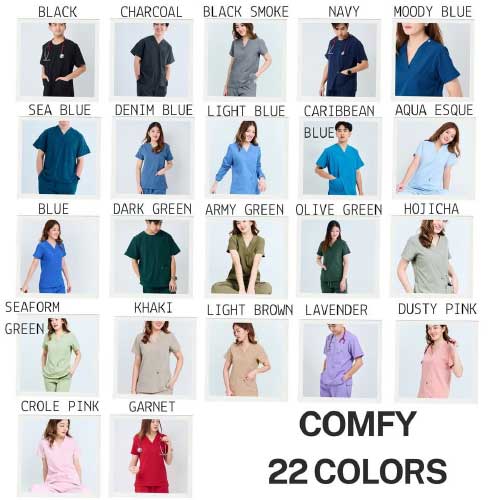 BLACK
CHARCOAL
BLACK SMOKE
NAVY
MOODY BLUE
SEA BLUE
DENIM BLUE
LIGHT BLUE
CARIBBEAN
BLUE
AQUA ESQUE
BLUE
DARK GREEN
ARMY GREEN
OLIVE GREEN
HOJICHA
SEAFORM
GREEN
KHAKI
LIGHT BROWN
LAVENDER
DUSTY PINK
CROLE PINK
GARNET
COMFY
22 COLORS